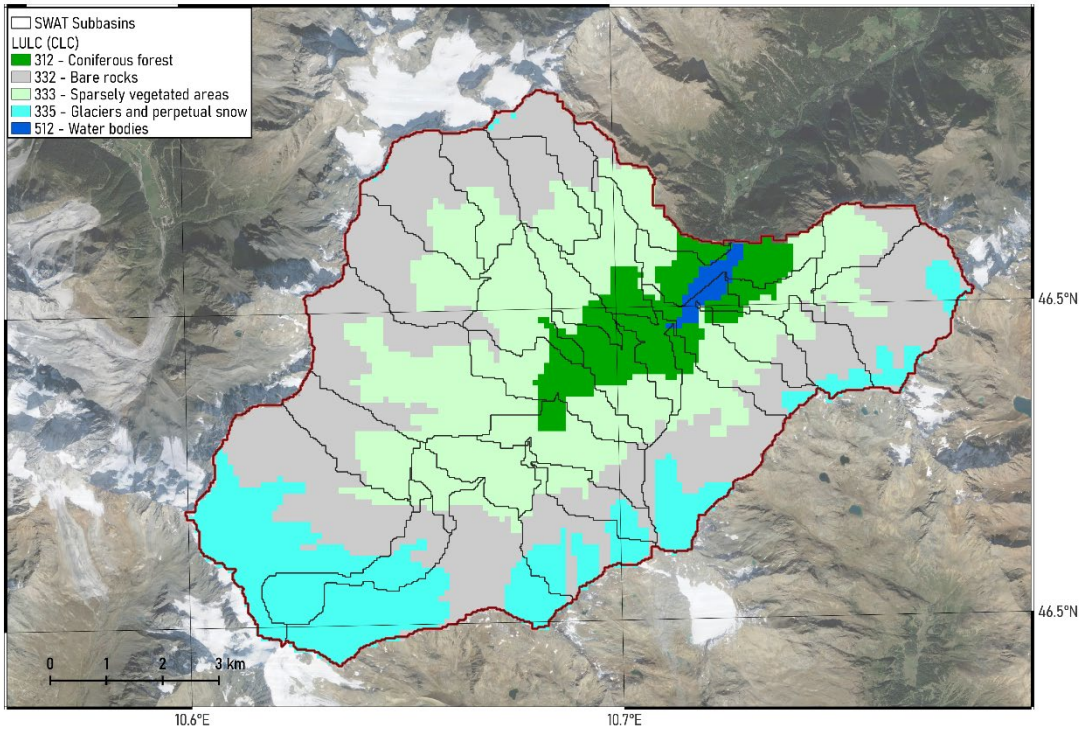 SWAT Subbasins
LULC (CLC)
312 - Coniferous forest
332 - Bare rocks
333 - Sparsely vegetated areas
335 - Glaciers and perpetual snow
512 - Water bodies
46.5°N
46.5°N
0 1 2 3 km
10.6°E 10.7°E